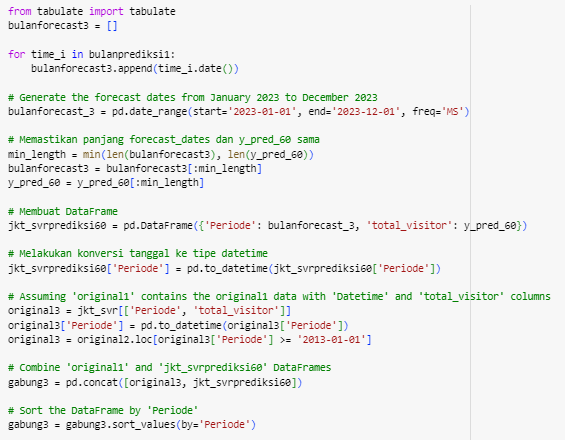 from tabulate import tabulate
bulanforecast3 = []
for time_i in bulanprediksi1:
bulanforecast3.append(time_i.date())
# Generate the forecast dates from January 2023 to December 2023
bulanforecast_3 = pd.date_range(start='2023-01-01', end='2023-12-01', freq='MS')
# Memastikan panjang forecast_dates dan y_pred_60 sama
min_length = min(len(bulanforecast3), len(y_pred_60))
bulanforecast3 = bulanforecast3[:min_length]
y_pred_60 = y_pred_60[:min_length]
# Membuat DataFrame
jkt_svrprediksi60 = pd.DataFrame({'Periode': bulanforecast_3, 'total_visitor': y_pred_60})
# Melakukan konversi tanggal ke tipe datetime
jkt_svrprediksi60['Periode'] = pd.to_datetime(jkt_svrprediksi60['Periode'])
# Assuming 'original1' contains the original1 data with 'Datetime' and 'total_visitor' columns
original3 = jkt_svr[['Periode', 'total_visitor']]
original3['Periode'] = pd.to_datetime(original3['Periode'])
original3 = original2.loc[original3['Periode'] >= '2013-01-01']
# Combine 'original1' and 'jkt_svrprediksi60' DataFrames
gabung3 = pd.concat([original3, jkt_svrprediksi60])
# Sort the DataFrame by 'Periode'
gabung3 = gabung3.sort_values(by='Periode')